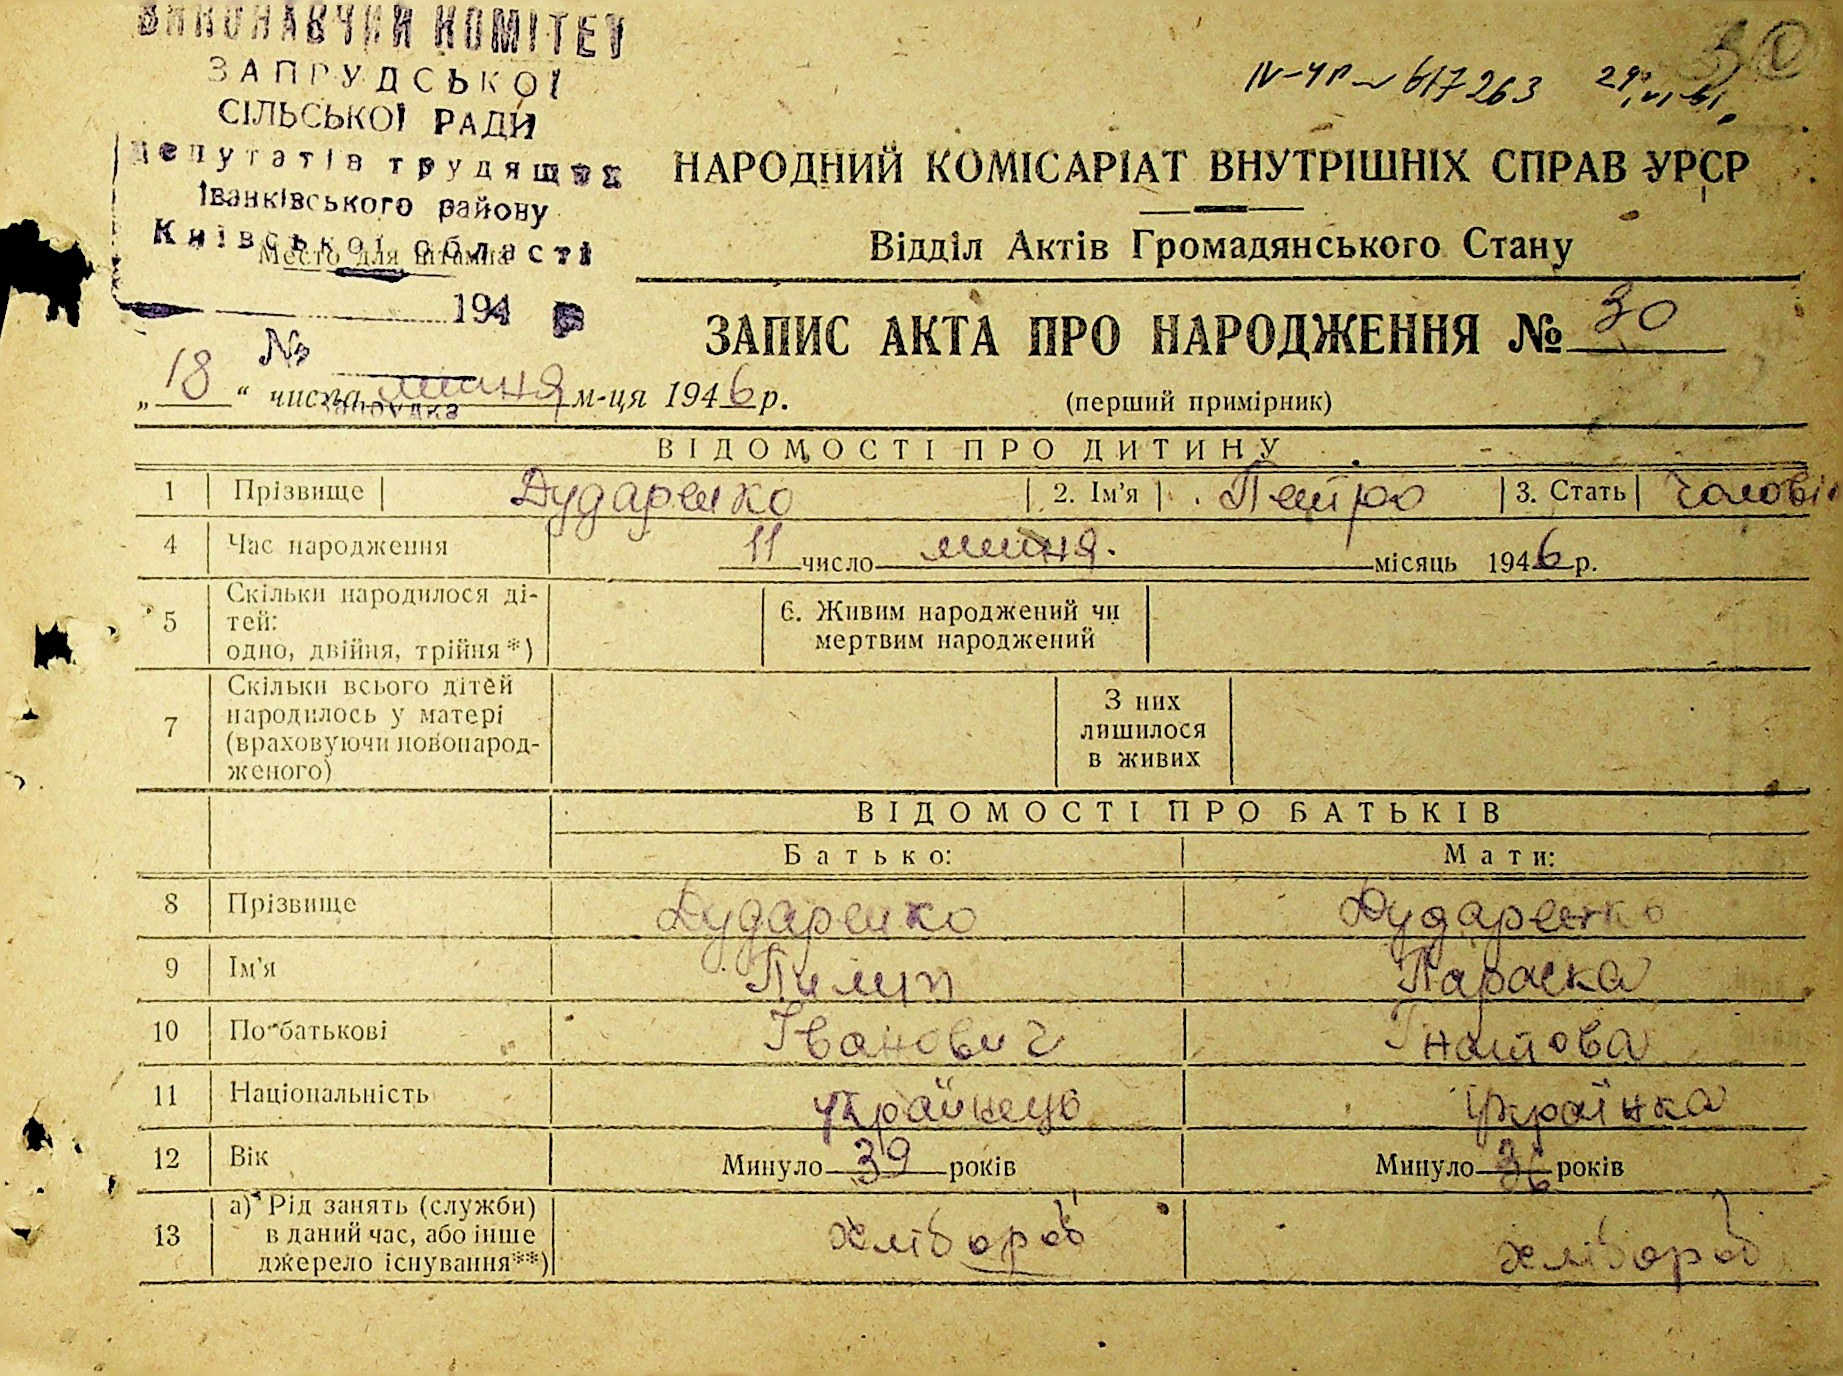 ВИКОНАВЧИЙ КОМІТЕТ
ЗАПРУДСЬКОЇ
СІЛЬСЬКОЇ РАДИ
депутатів трудящих
Іванківського району
Київської області
Место для штампа
194
№
IV-ЧП № 617263
НАРОДНИЙ КОМІСАРІАТ ВНУТРІШНІХ СПРАВ УРСР
Відділ Актів Громадянського Стану
ЗАПИС АКТА ПРО НАРОДЖЕННЯ № 30
„18“ числа липня м-ця 1946 р.
(перший примірник)
ВІДОМОСТІ ПРО ДИТИНУ
1 Прізвище Дударенко 2. Ім'я Петро 3. Стать чолові
4 Час народження 11 число липня місяць 1946 р.
5 Скільки народилося ді-
тей:
одно, двійня, трійня*)
6. Живим народжений чи
мертвим народжений
7 Скільки всього дітей
народилось у матері
(враховуючи новонарод-
женого)
З них
лишилося
в живих
ВІДОМОСТІ ПРО БАТЬКІВ
Батько: Мати:
8 Прізвище Дударенко Дударенко
9 Ім'я Пилип Параска
10 По батькові Іванович Гнатова
11 Національність українець українка
12 Вік Минуло 39 років Минуло 36 років
13 а) Рід занять (служби)
в даний час, або інше
джерело існування**)
хлібороб хлібороб